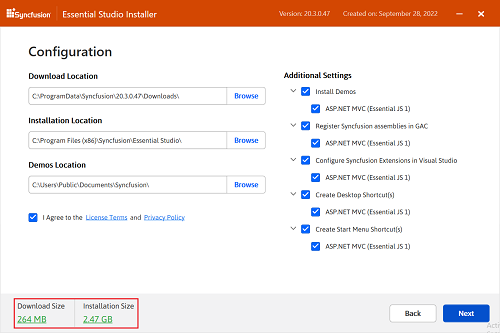 Syncfusion Essential Studio Installer Version: 20.3.0.47 Created on: September 28, 2022
Configuration
Download Location
C:\ProgramData\Syncfusion\20.3.0.47\Downloads\ Browse
Installation Location
C:\Program Files (x86)\Syncfusion\Essential Studio\ Browse
Demos Location
C:\Users\Public\Documents\Syncfusion\ Browse
I Agree to the License Terms and Privacy Policy
Additional Settings
Install Demos
ASP.NET MVC (Essential JS 1)
Register Syncfusion assemblies in GAC
ASP.NET MVC (Essential JS 1)
Configure Syncfusion Extensions in Visual Studio
ASP.NET MVC (Essential JS 1)
Create Desktop Shortcut(s)
ASP.NET MVC (Essential JS 1)
Create Start Menu Shortcut(s)
ASP.NET MVC (Essential JS 1)
Download Size Installation Size
264 MB 2.47 GB
Back Next